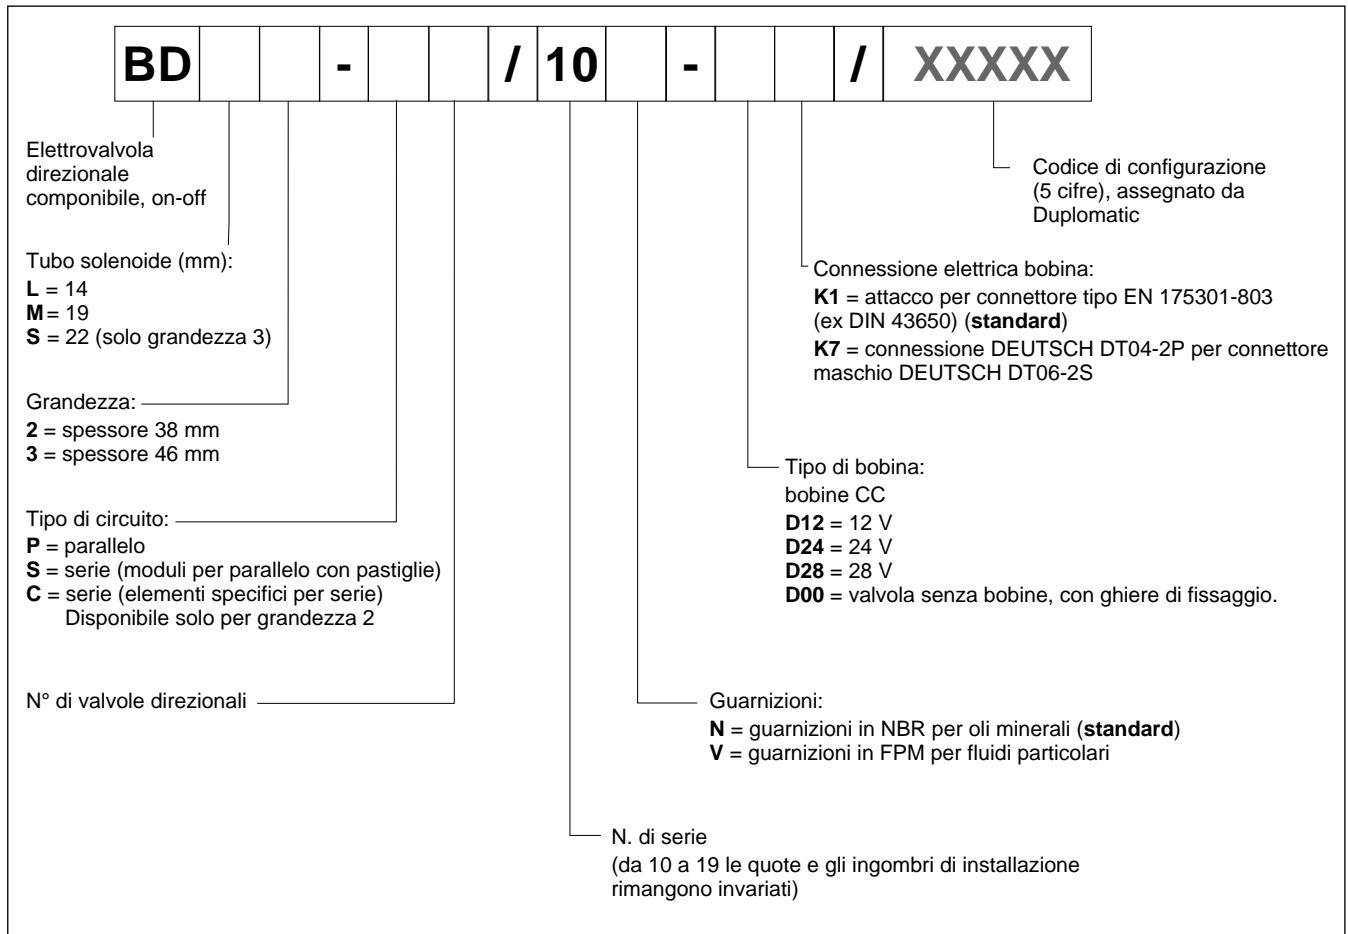 BD - / 10 - / XXXXX
Elettrovalvola
direzionale
componibile, on-off
Tubo solenoide (mm):
L = 14
M = 19
S = 22 (solo grandezza 3)
Grandezza:
2 = spessore 38 mm
3 = spessore 46 mm
Tipo di circuito:
P = parallelo
S = serie (moduli per parallelo con pastiglie)
C = serie (elementi specifici per serie)
Disponibile solo per grandezza 2
N° di valvole direzionali
Codice di configurazione
(5 cifre), assegnato da
Duplomatic
Connessione elettrica bobina:
K1 = attacco per connettore tipo EN 175301-803
(ex DIN 43650) (standard)
K7 = connessione DEUTSCH DT04-2P per connettore
maschio DEUTSCH DT06-2S
Tipo di bobina:
bobine CC
D12 = 12 V
D24 = 24 V
D28 = 28 V
D00 = valvola senza bobine, con ghiere di fissaggio.
Guarnizioni:
N = guarnizioni in NBR per oli minerali (standard)
V = guarnizioni in FPM per fluidi particolari
N. di serie
(da 10 a 19 le quote e gli ingombri di installazione
rimangono invariati)